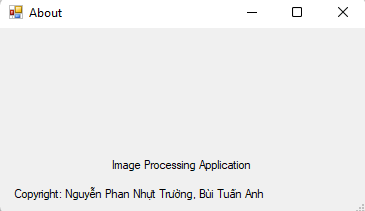 About
Image Processing Application
Copyright: Nguyễn Phan Nhựt Trường, Bùi Tuấn Anh